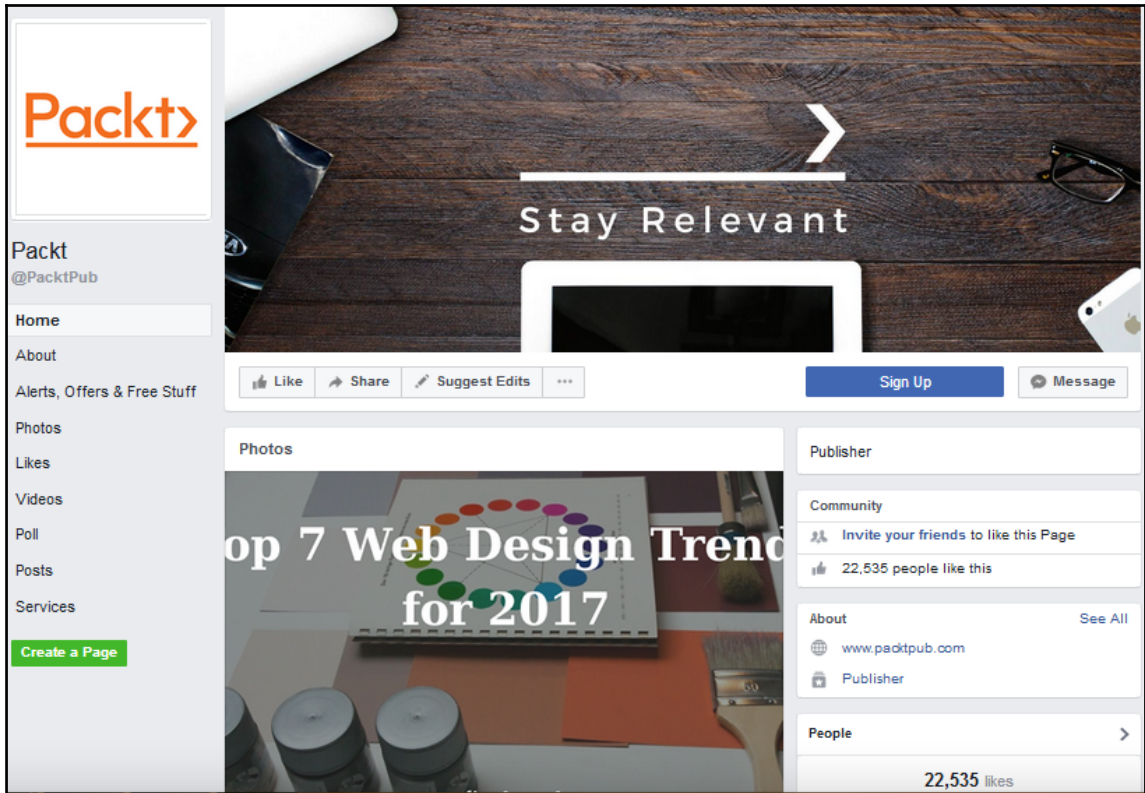 Packt>
Packt
@PacktPub
Home
About
Alerts, Offers & Free Stuff
Photos
Likes
Videos
Poll
Posts
Services
Create a Page
Stay Relevant
Like
Share
Suggest Edits
Sign Up
Message
Photos
op 7 Web Design Trend
for 2017
Publisher
Community
Invite your friends to like this Page
22,535 people like this
About See All
www.packtpub.com
Publisher
People
22,535 likes